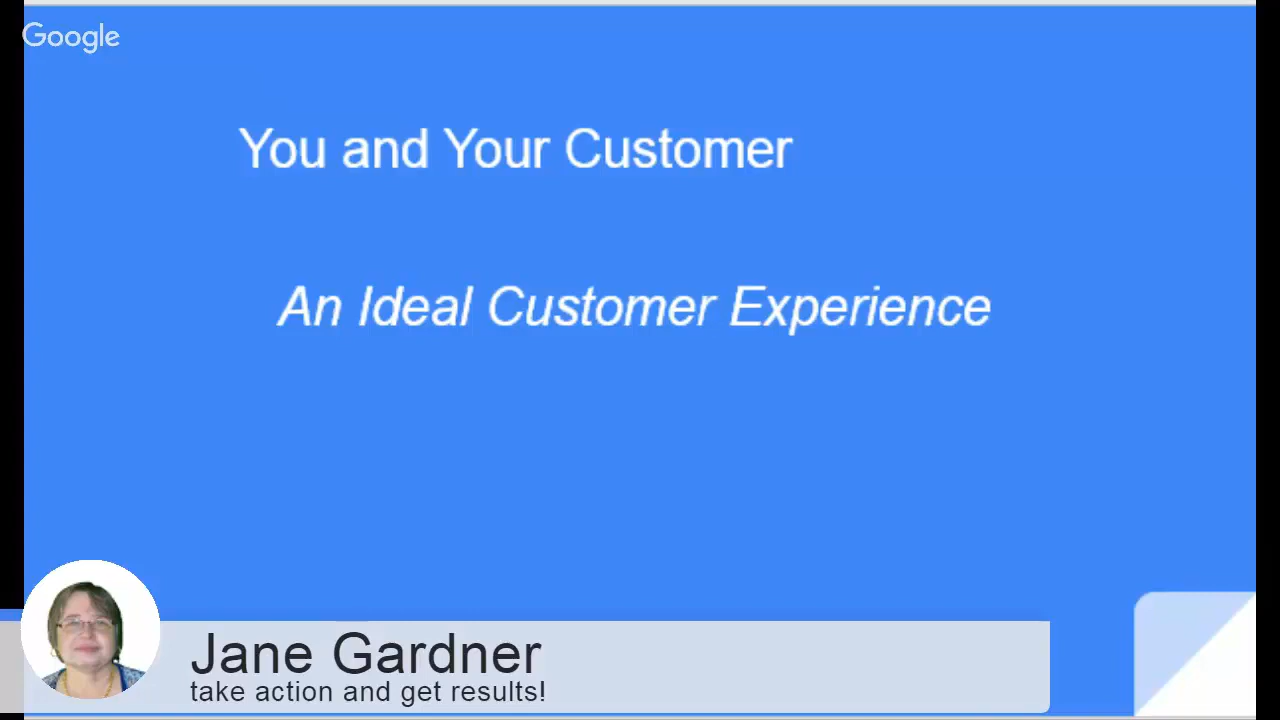 Google
You and Your Customer
An Ideal Customer Experience
Jane Gardner
take action and get results!